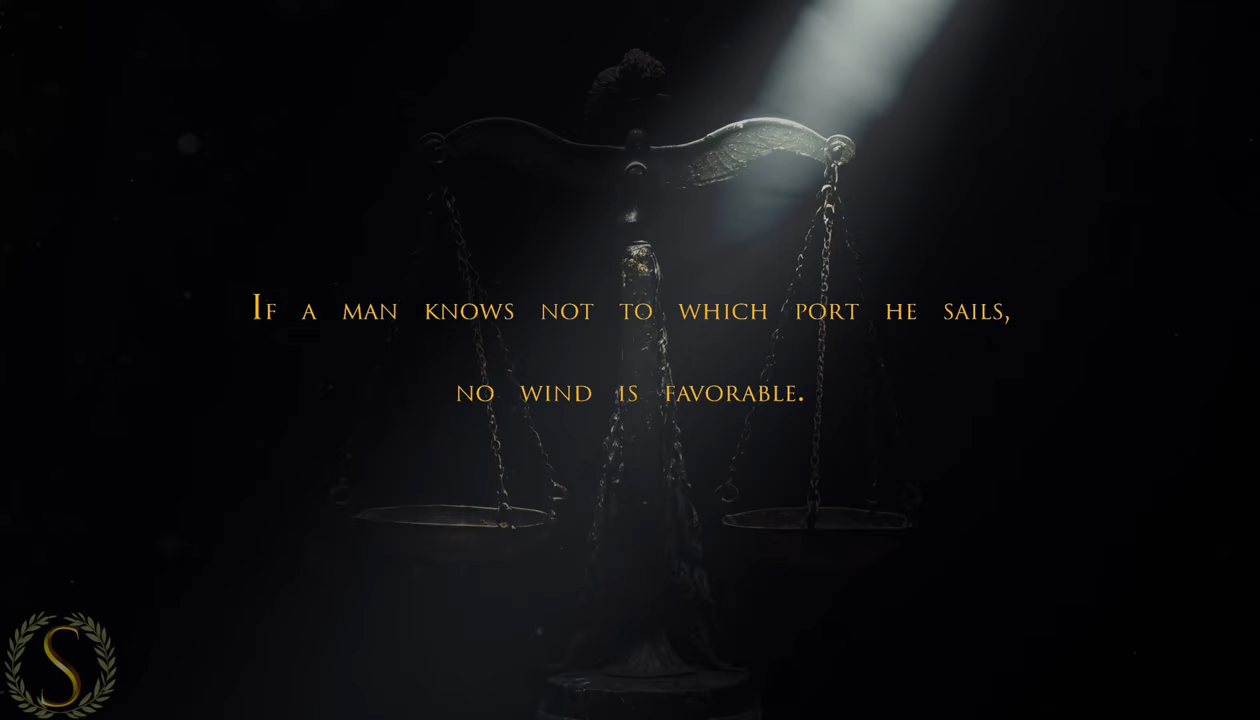 If a man knows not to which port he sails,
no wind is favorable.
S